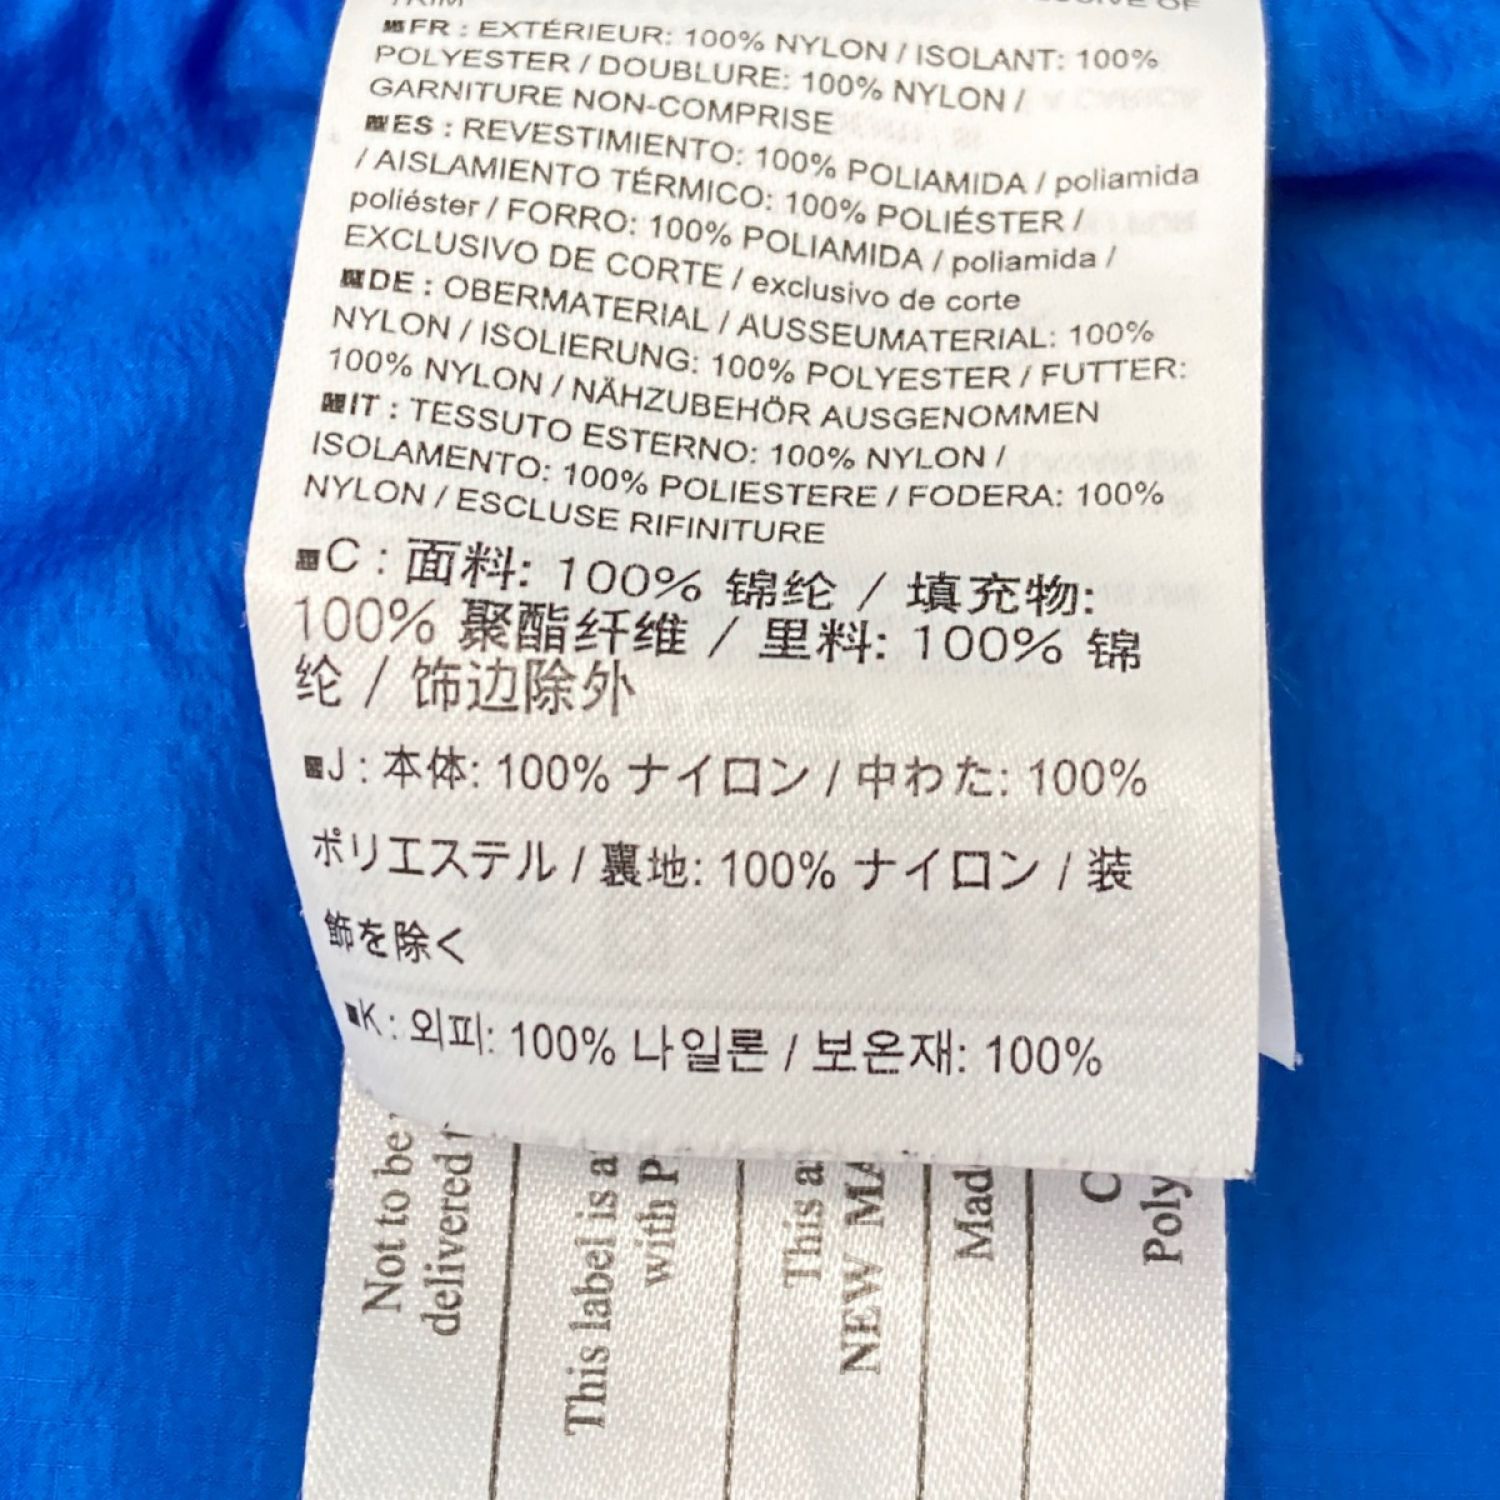 TRIM
FR : EXTÉRIEUR: 100% NYLON / ISOLANT: 100%
POLYESTER / DOUBLURE: 100% NYLON /
GARNITURE NON-COMPRISE
ES : REVESTIMIENTO: 100% POLIAMIDA / poliamida
/ AISLAMIENTO TÉRMICO: 100% POLIÉSTER /
poliéster / FORRO: 100% POLIAMIDA / poliamida /
EXCLUSIVO DE CORTE / exclusivo de corte
DE : OBERMATERIAL / AUSSEUMATERIAL: 100%
NYLON / ISOLIERUNG: 100% POLYESTER / FUTTER:
100% NYLON / NÄHZUBEHÖR AUSGENOMMEN
IT : TESSUTO ESTERNO: 100% NYLON /
ISOLAMENTO: 100% POLIESTERE / FODERA: 100%
NYLON / ESCLUSE RIFINITURE
C : 面料: 100% 锦纶 / 填充物:
100% 聚酯纤维 / 里料: 100% 锦
纶 / 饰边除外
J : 本体: 100% ナイロン / 中わた: 100%
ポリエステル / 裏地: 100% ナイロン / 装
飾を除く
K : 외피: 100% 나일론 / 보온재: 100%
Not to be
delivered
This label is a
with P
This a
NEW MA
Mad
C
Poly